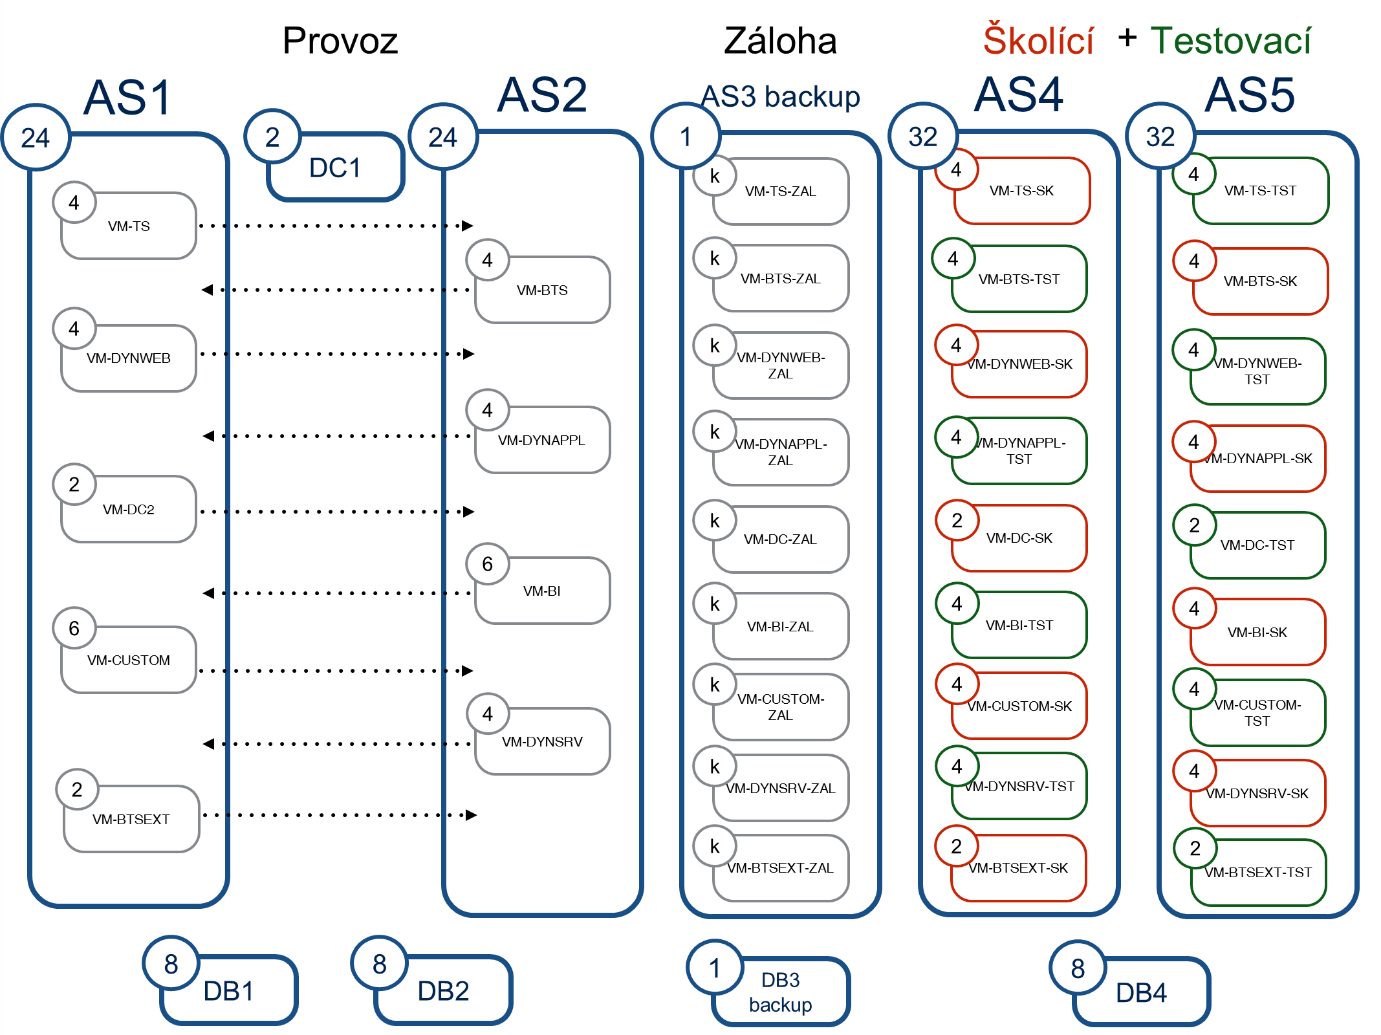 Provoz
Záloha
Školící + Testovací
AS1
AS2
AS3 backup
AS4
AS5
24
2
DC1
24
1
32
32
4
VM-TS
4
VM-DYNWEB
2
VM-DC2
6
VM-CUSTOM
2
VM-BTSEXT
4
VM-BTS
4
VM-DYNAPPL
6
VM-BI
4
VM-DYNSRV
k
VM-TS-ZAL
k
VM-BTS-ZAL
k
VM-DYNWEB-
ZAL
k
VM-DYNAPPL-
ZAL
k
VM-DC-ZAL
k
VM-BI-ZAL
k
VM-CUSTOM-
ZAL
k
VM-DYNSRV-ZAL
k
VM-BTSEXT-ZAL
4
VM-TS-SK
4
VM-BTS-TST
4
VM-DYNWEB-SK
4
VM-DYNAPPL-
TST
2
VM-DC-SK
4
VM-BI-TST
4
VM-CUSTOM-SK
4
VM-DYNSRV-TST
2
VM-BTSEXT-SK
4
VM-TS-TST
4
VM-BTS-SK
4
VM-DYNWEB-
TST
4
VM-DYNAPPL-SK
2
VM-DC-TST
4
VM-BI-SK
4
VM-CUSTOM-
TST
4
VM-DYNSRV-SK
2
VM-BTSEXT-TST
8
DB1
8
DB2
1
DB3
backup
8
DB4